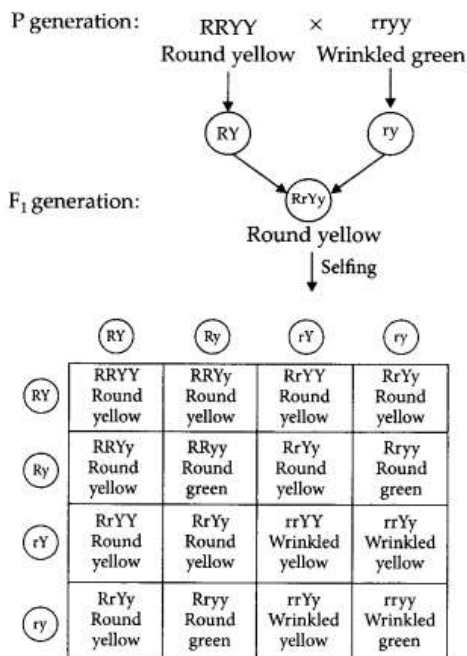 P generation: RRYY × rryy
Round yellow Wrinkled green
RY ry
F₁ generation: RrYy
Round yellow
Selfing
RY Ry rY ry
RY RRYY RRYy RrYY RrYy
Round Round Round Round
yellow yellow yellow yellow
Ry RRYy RRyy RrYy Rryy
Round Round Round Round
yellow green yellow green
rY RrYY RrYy rrYY rrYy
Round Round Wrinkled Wrinkled
yellow yellow yellow yellow
ry RrYy Rryy rrYy rryy
Round Round Wrinkled Wrinkled
yellow green yellow green